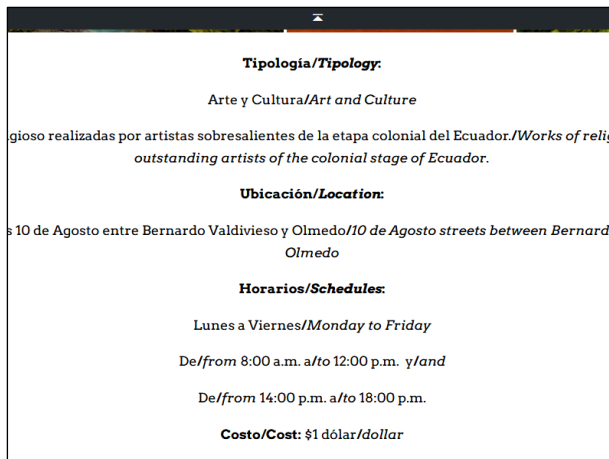 Tipología/Tipology:
Arte y Cultura/Art and Culture
realizadas por artistas sobresalientes de la etapa colonial del Ecuador./Works of
outstanding artists of the colonial stage of Ecuador.
Ubicación/Location:
10 de Agosto entre Bernardo Valdivieso y Olmedo/10 de Agosto streets between
Olmedo
Horarios/Schedules:
Lunes a Viernes/Monday to Friday
De/from 8:00 a.m. a/to 12:00 p.m. y/and
De/from 14:00 p.m. a/to 18:00 p.m.
Costo/Cost: $1 dólar/dollar